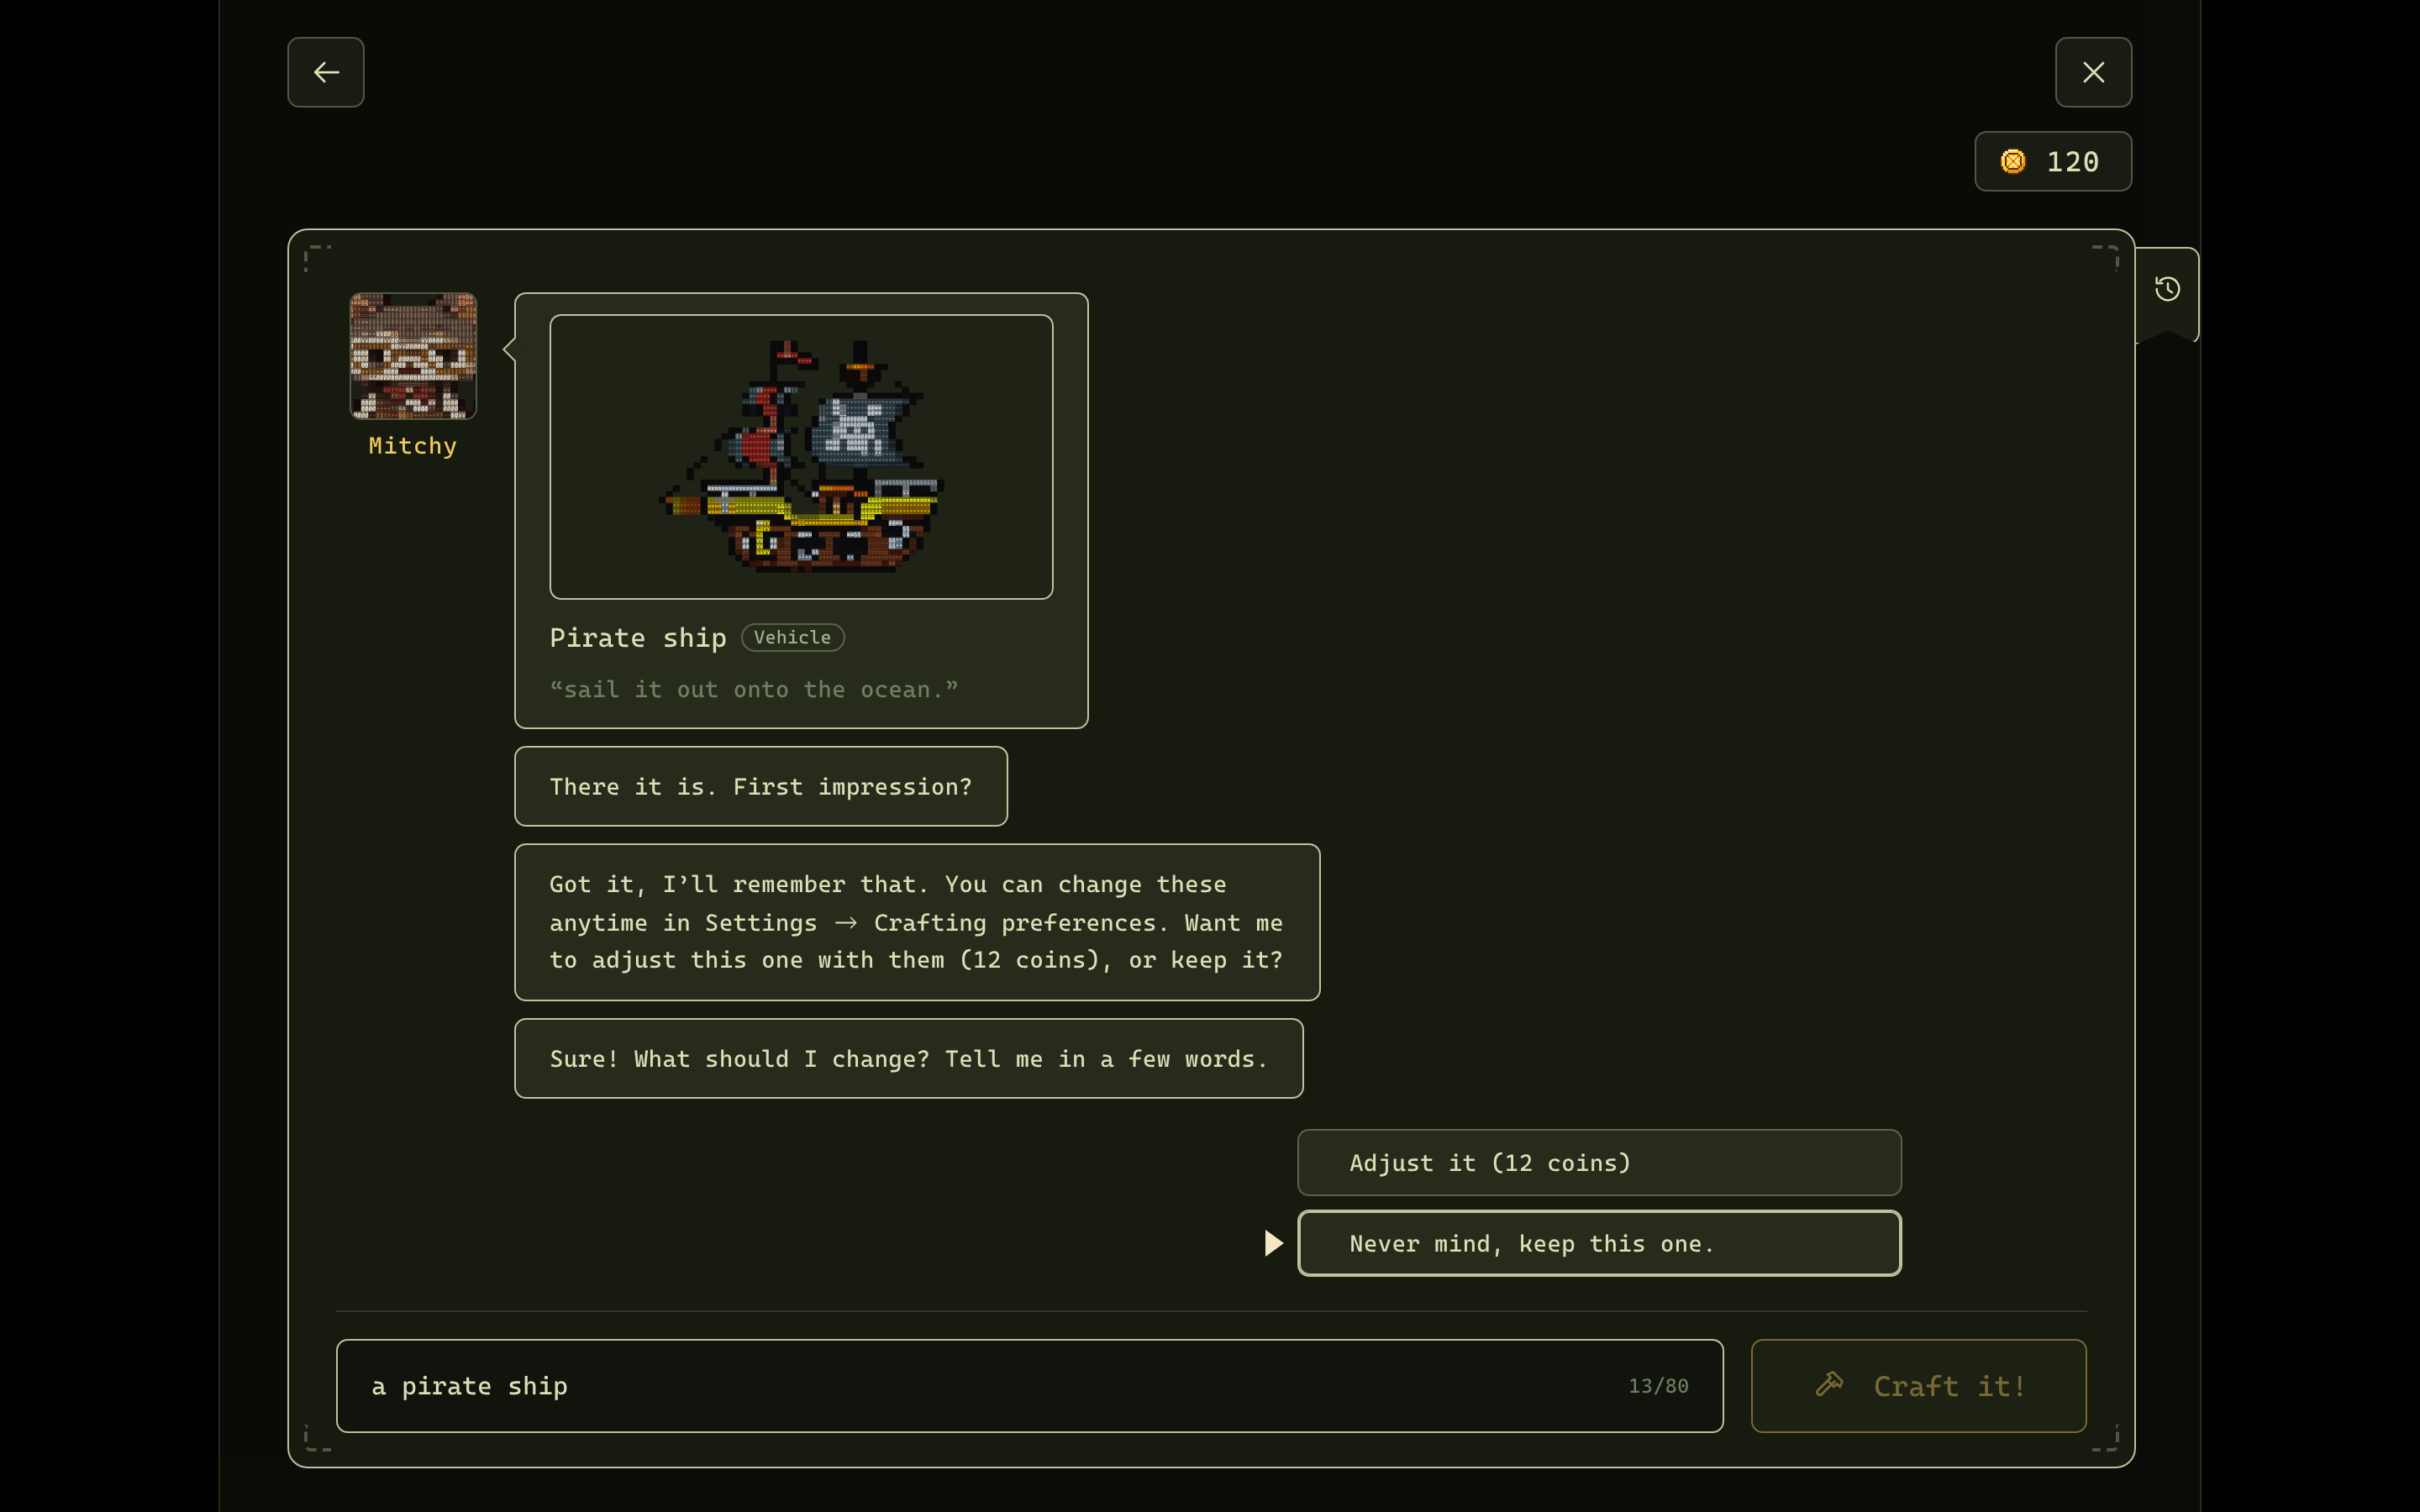 120
Mitchy
Pirate ship
Vehicle
“sail it out onto the ocean.”
There it is. First impression?
Got it, I’ll remember that. You can change these
anytime in Settings → Crafting preferences. Want me
to adjust this one with them (12 coins), or keep it?
Sure! What should I change? Tell me in a few words.
Adjust it (12 coins)
Never mind, keep this one.
a pirate ship
13/80
Craft it!